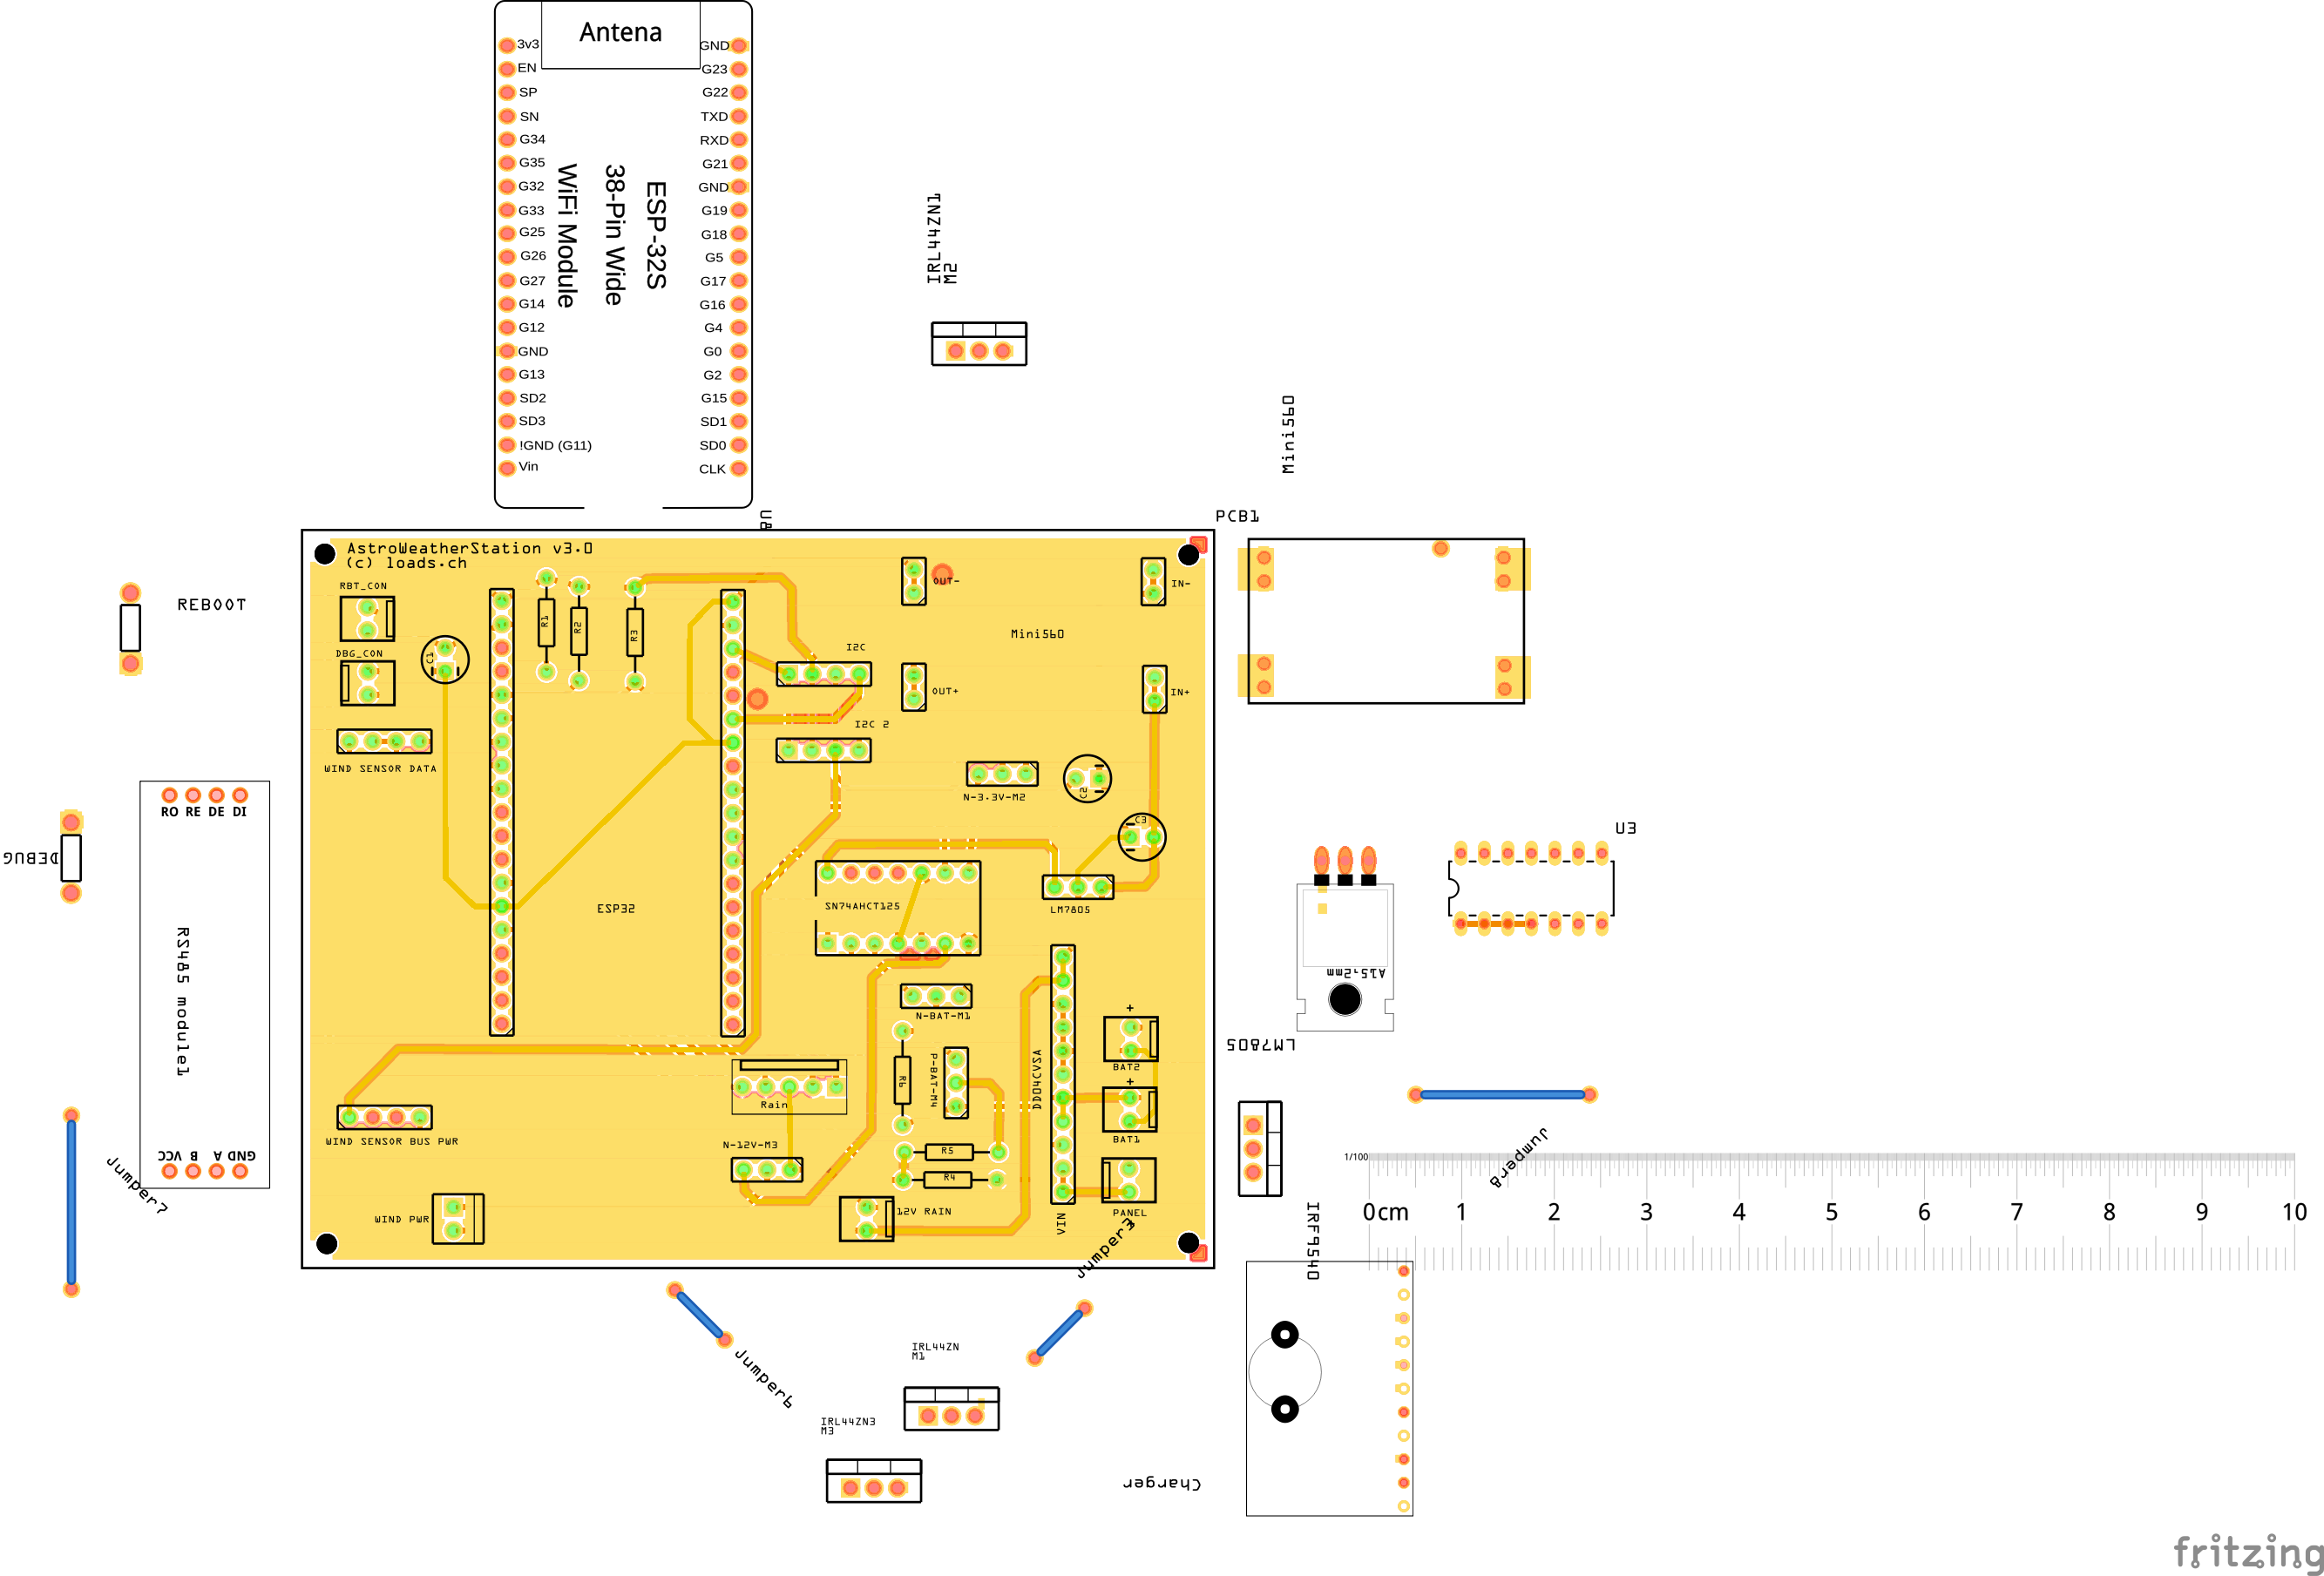 Antena
3v3
EN
SP
SN
G34
G35
G32
G33
G25
G26
G27
G14
G12
GND
G13
SD2
SD3
!GND (G11)
Vin
GND
G23
G22
TXD
RXD
G21
GND
G19
G18
G5
G17
G16
G4
G0
G2
G15
SD1
SD0
CLK
ESP-32S
38-Pin Wide
WiFi Module
U8
IRL44ZN1
M2
Mini560
PCB1
REBOOT
DEBUG
AstroWeatherStation v3.0
(c) loads.ch
RBT_CON
DBG_CON
C1
R1
R2
R3
I2C
I2C 2
OUT-
OUT+
IN-
IN+
Mini560
WIND SENSOR DATA
N-3.3V-M2
C2
C3
LM7805
SN74AHCT125
ESP32
N-BAT-M1
P-BAT-M4
R6
DDO4CVSA
BAT2
+
BAT1
+
Rain
WIND SENSOR BUS PWR
N-12V-M3
R5
R4
WIND PWR
12V RAIN
VIN
PANEL
RO RE DE DI
RS485 module1
VCC B A GND
Jumper7
Jumper6
Jumper3
Jumper8
IRL44ZN
M1
IRL44ZN3
M3
Charger
IRF9540
LM7805
A15,2mm
U3
1/100
0cm 1 2 3 4 5 6 7 8 9 10
fritzing